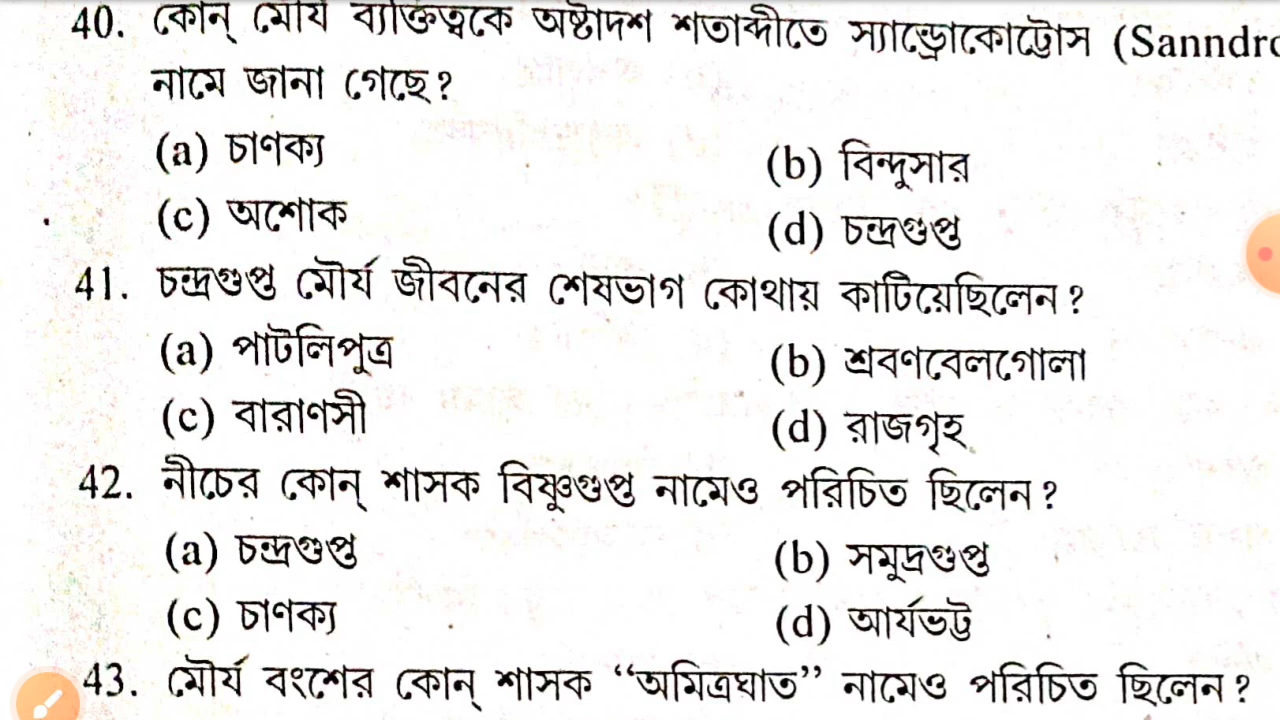 40. কোন্ মৌর্য ব্যক্তিত্বকে অষ্টাদশ শতাব্দীতে স্যান্ড্রোকোট্টোস (Sanndro
নামে জানা গেছে?
(a) চাণক্য (b) বিন্দুসার
(c) অশোক (d) চন্দ্রগুপ্ত
41. চন্দ্রগুপ্ত মৌর্য জীবনের শেষভাগ কোথায় কাটিয়েছিলেন?
(a) পাটলিপুত্র (b) শ্রবণবেলগোলা
(c) বারাণসী (d) রাজগৃহ
42. নীচের কোন্ শাসক বিষ্ণুগুপ্ত নামেও পরিচিত ছিলেন?
(a) চন্দ্রগুপ্ত (b) সমুদ্রগুপ্ত
(c) চাণক্য (d) আর্যভট্ট
43. মৌর্য বংশের কোন্ শাসক “অমিত্রঘাত” নামেও পরিচিত ছিলেন?